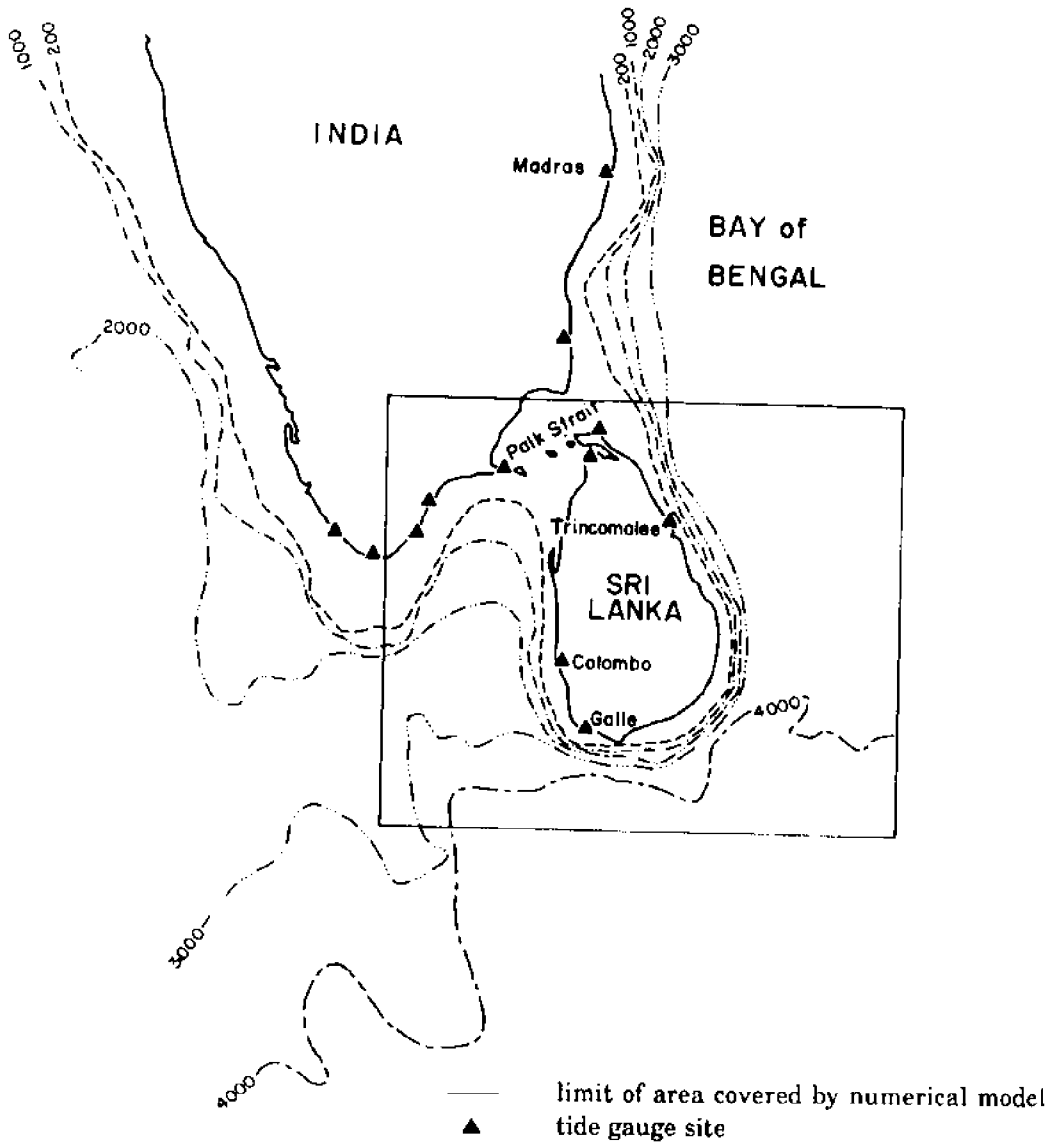 1000
200
200
1000
2000
3000
INDIA
Madras
BAY of
BENGAL
2000
Palk Strait
Trincomalee
SRI
LANKA
Colombo
Galle
4000
3000
4000
limit of area covered by numerical model
tide gauge site